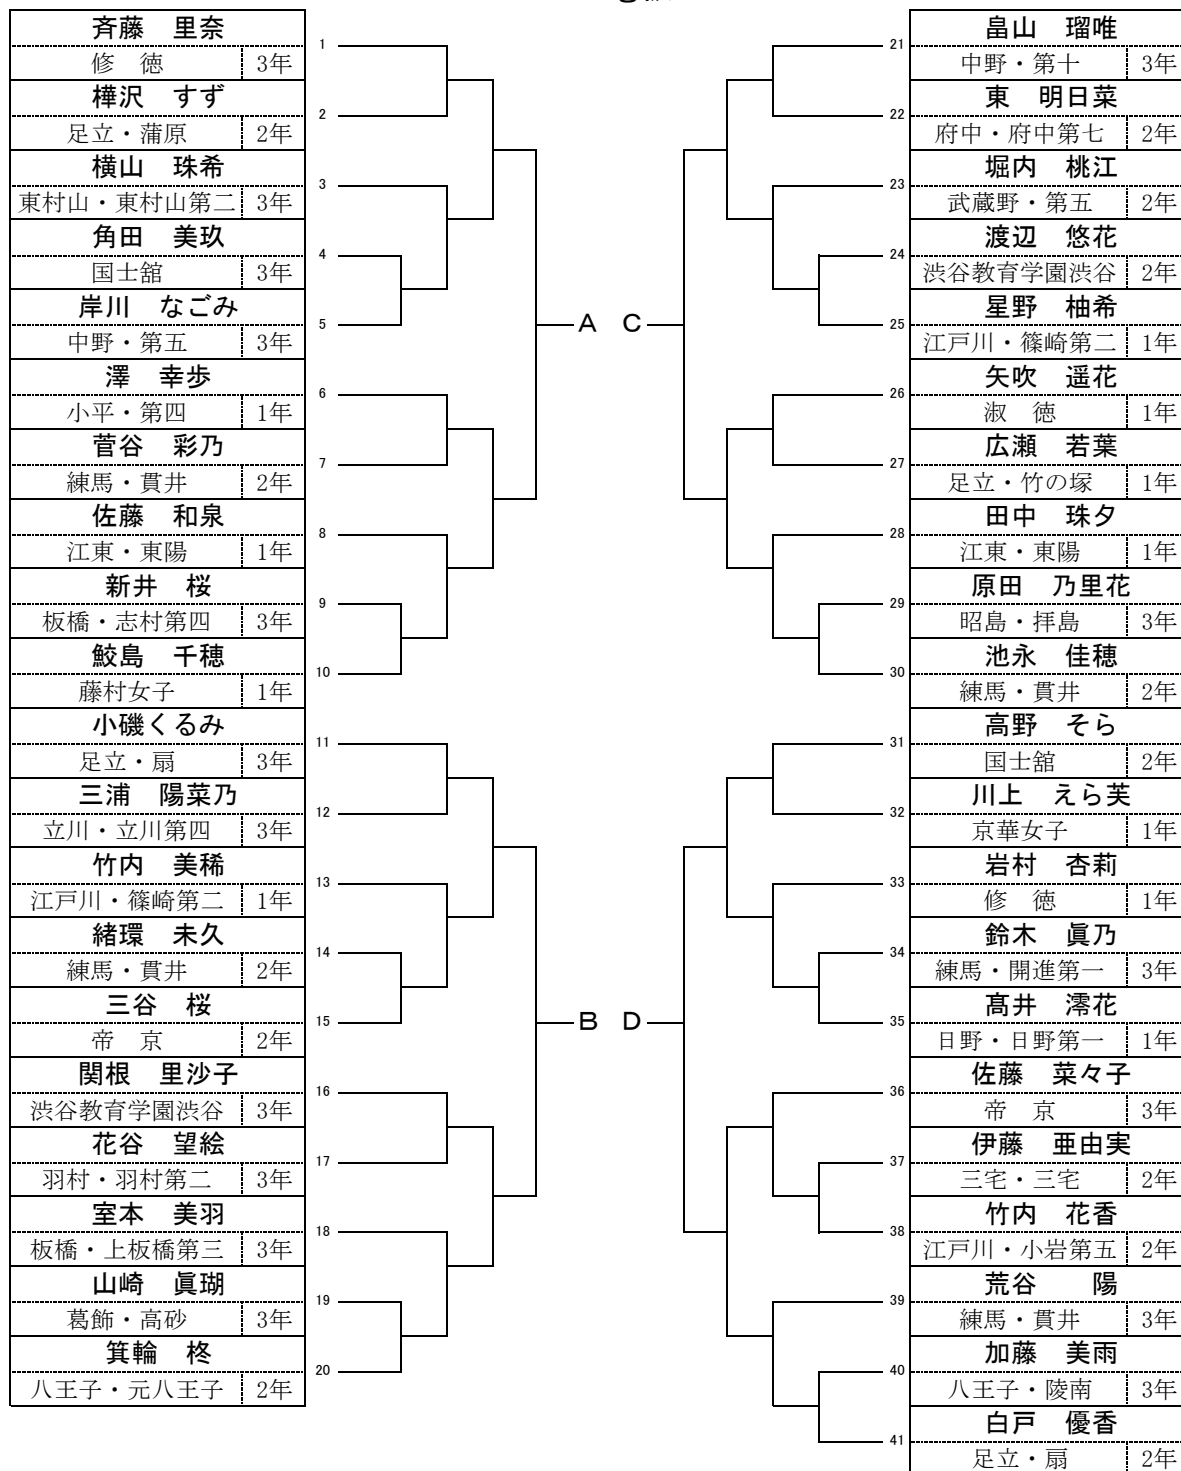 斉藤　里奈
1
修　徳 3年
樺沢　すず
2
足立・蒲原 2年
横山　珠希
3
東村山・東村山第二 3年
角田　美玖
4
国士舘 3年
岸川　なごみ
5
中野・第五 3年
澤　幸歩
6
小平・第四 1年
菅谷　彩乃
7
練馬・貫井 2年
佐藤　和泉
8
江東・東陽 1年
新井　桜
9
板橋・志村第四 3年
鮫島　千穂
10
藤村女子 1年
小磯くるみ
11
足立・扇 3年
三浦　陽菜乃
12
立川・立川第四 3年
竹内　美稀
13
江戸川・篠崎第二 1年
緒環　未久
14
練馬・貫井 2年
三谷　桜
15
帝　京 2年
関根　里沙子
16
渋谷教育学園渋谷 3年
花谷　望絵
17
羽村・羽村第二 3年
室本　美羽
18
板橋・上板橋第三 3年
山崎　眞瑚
19
葛飾・高砂 3年
箕輪　柊
20
八王子・元八王子 2年
A C
B D
畠山　瑠唯
21
中野・第十 3年
東　明日菜
22
府中・府中第七 2年
堀内　桃江
23
武蔵野・第五 2年
渡辺　悠花
24
渋谷教育学園渋谷 2年
星野　柚希
25
江戸川・篠崎第二 1年
矢吹　遥花
26
淑　徳 1年
広瀬　若葉
27
足立・竹の塚 1年
田中　珠夕
28
江東・東陽 1年
原田　乃里花
29
昭島・拝島 3年
池永　佳穂
30
練馬・貫井 2年
高野　そら
31
国士舘 2年
川上　えら芙
32
京華女子 1年
岩村　杏莉
33
修　徳 1年
鈴木　眞乃
34
練馬・開進第一 3年
髙井　澪花
35
日野・日野第一 1年
佐藤　菜々子
36
帝　京 3年
伊藤　亜由実
37
三宅・三宅 2年
竹内　花香
38
江戸川・小岩第五 2年
荒谷　　陽
39
練馬・貫井 3年
加藤　美雨
40
八王子・陵南 3年
白戸　優香
41
足立・扇 2年